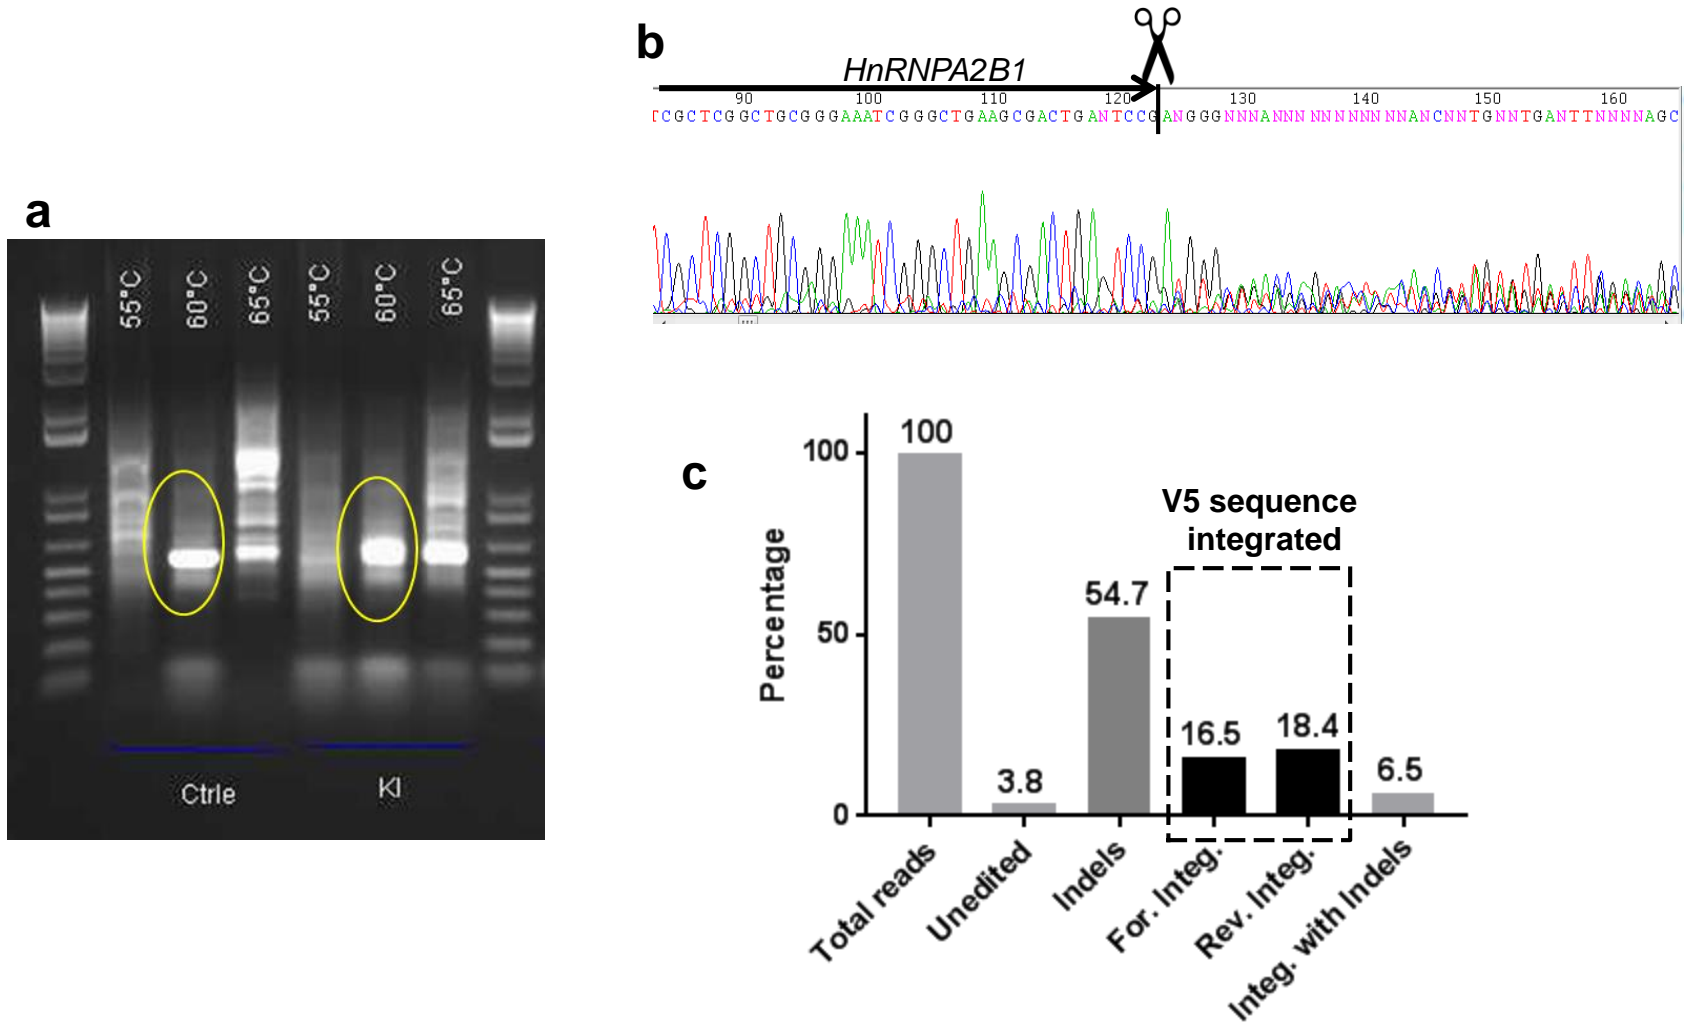 a
55°C
60°C
65°C
55°C
60°C
65°C
Ctrle
KI
b
HnRNPA2B1
90 100 110 120 130 140 150 160
TCGCTCGGCTGCGGGAAATCGGGCTGAAGCGACTGANTCCGANGGGNNNANNNNNNNNNNNANCNNTGNNTGANTTNNNNAGC
c
V5 sequence
integrated
Percentage
100
50
0
100
3.8
54.7
16.5
18.4
6.5
Total reads
Unedited
Indels
For. Integ.
Rev. Integ.
Integ. with Indels